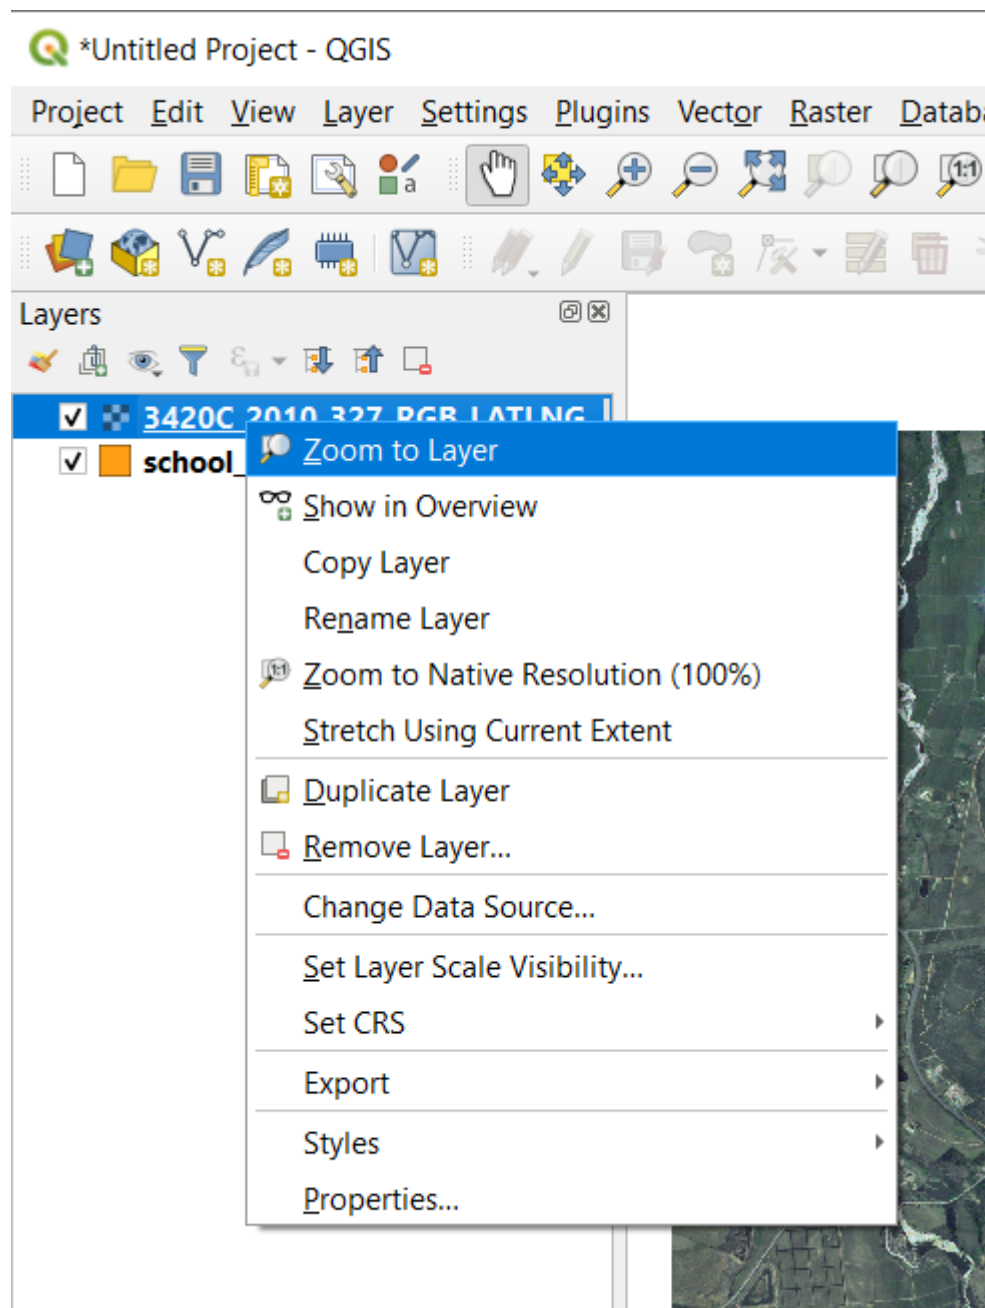 *Untitled Project - QGIS
Project Edit View Layer Settings Plugins Vector Raster Databa
Layers
3420C_2010_327_RGB_LATLNG
school_
Zoom to Layer
Show in Overview
Copy Layer
Rename Layer
Zoom to Native Resolution (100%)
Stretch Using Current Extent
Duplicate Layer
Remove Layer...
Change Data Source...
Set Layer Scale Visibility...
Set CRS
Export
Styles
Properties...